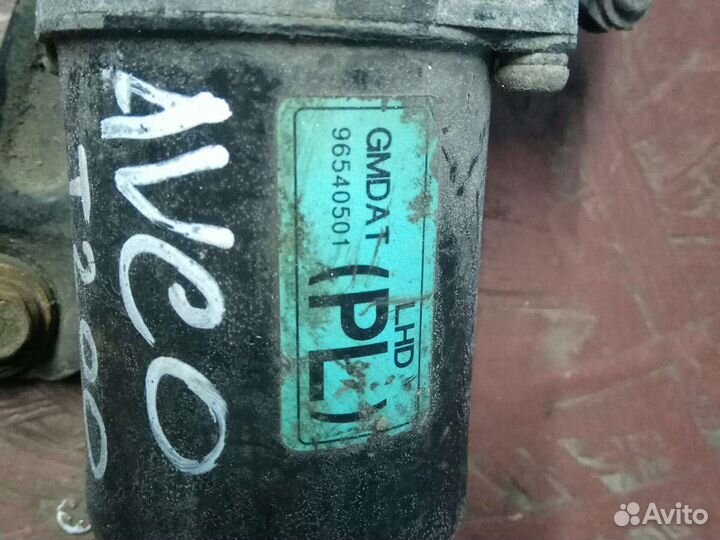 AVEO
T200
GMDAT
96540501
LHD
(PL)
Avito